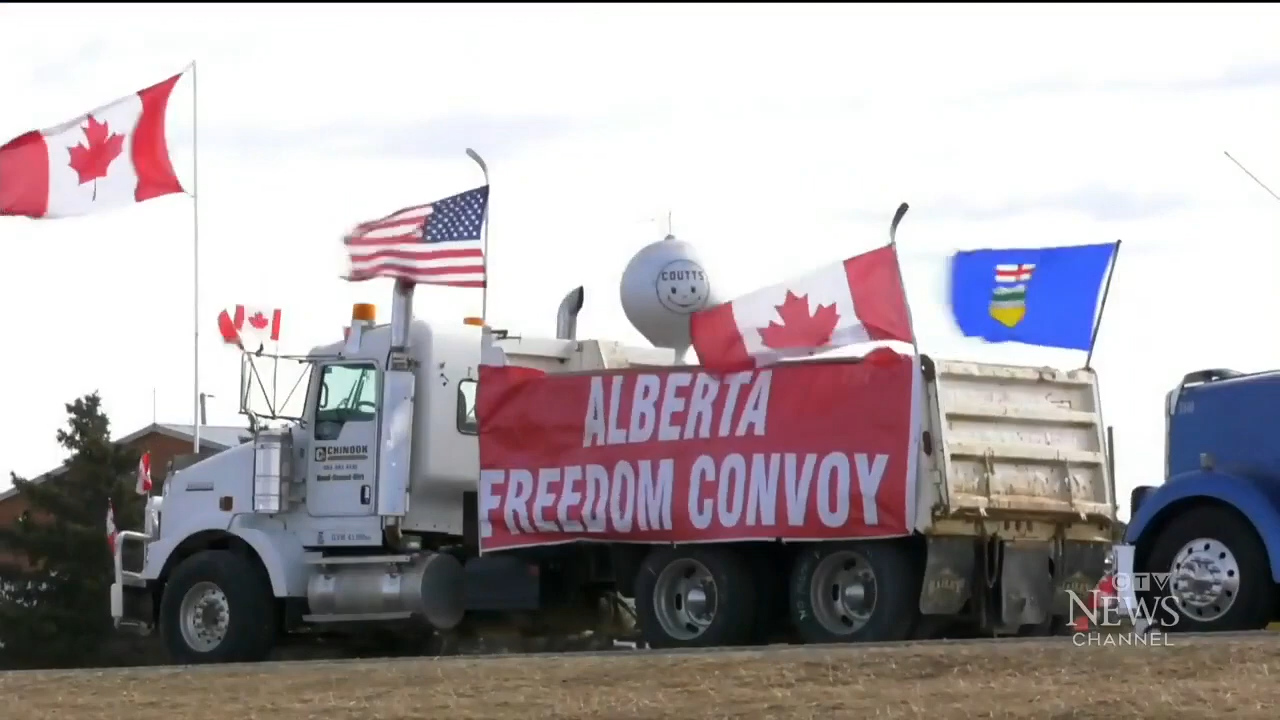 COUTTS
ALBERTA
FREEDOM CONVOY
CHINOOK
CTV
NEWS
CHANNEL